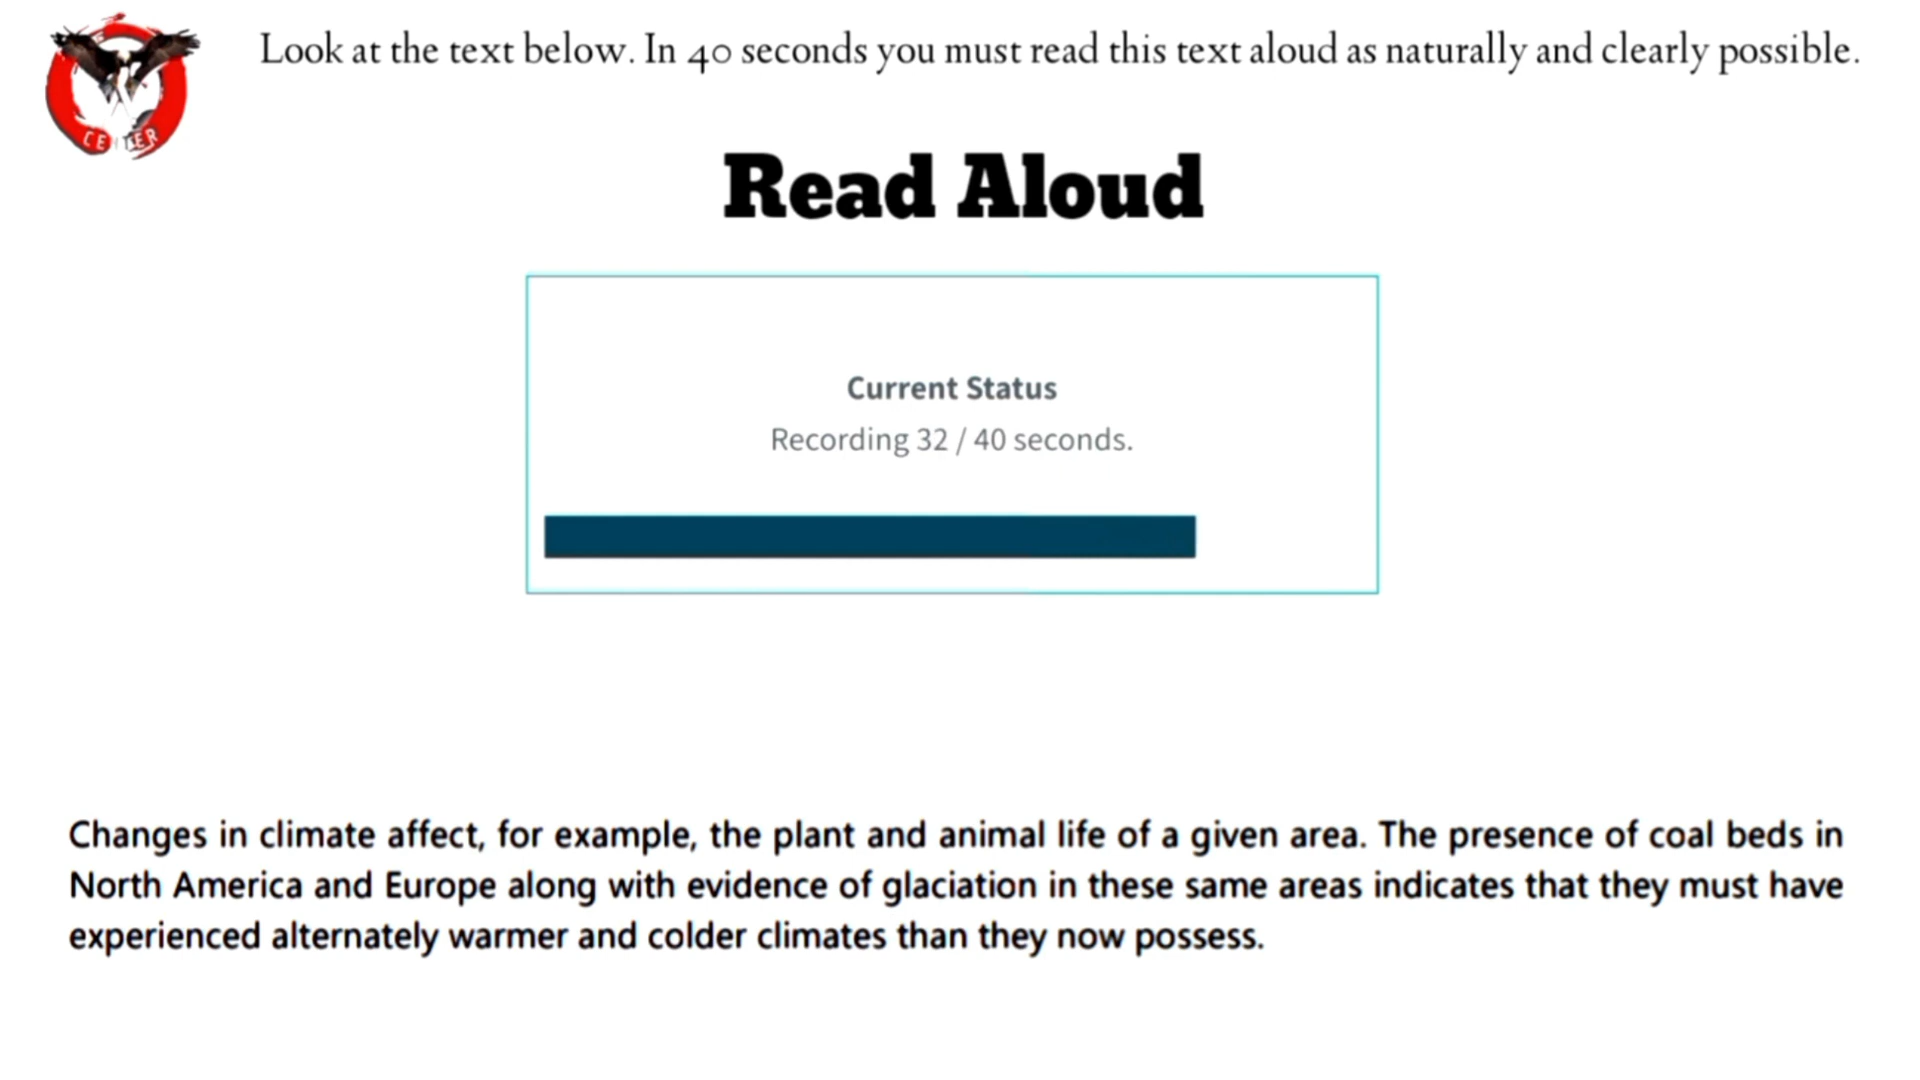 Look at the text below. In 40 seconds you must read this text aloud as naturally and clearly possible.
CENTER
Read Aloud
Current Status
Recording 32 / 40 seconds.
Changes in climate affect, for example, the plant and animal life of a given area. The presence of coal beds in
North America and Europe along with evidence of glaciation in these same areas indicates that they must have
experienced alternately warmer and colder climates than they now possess.